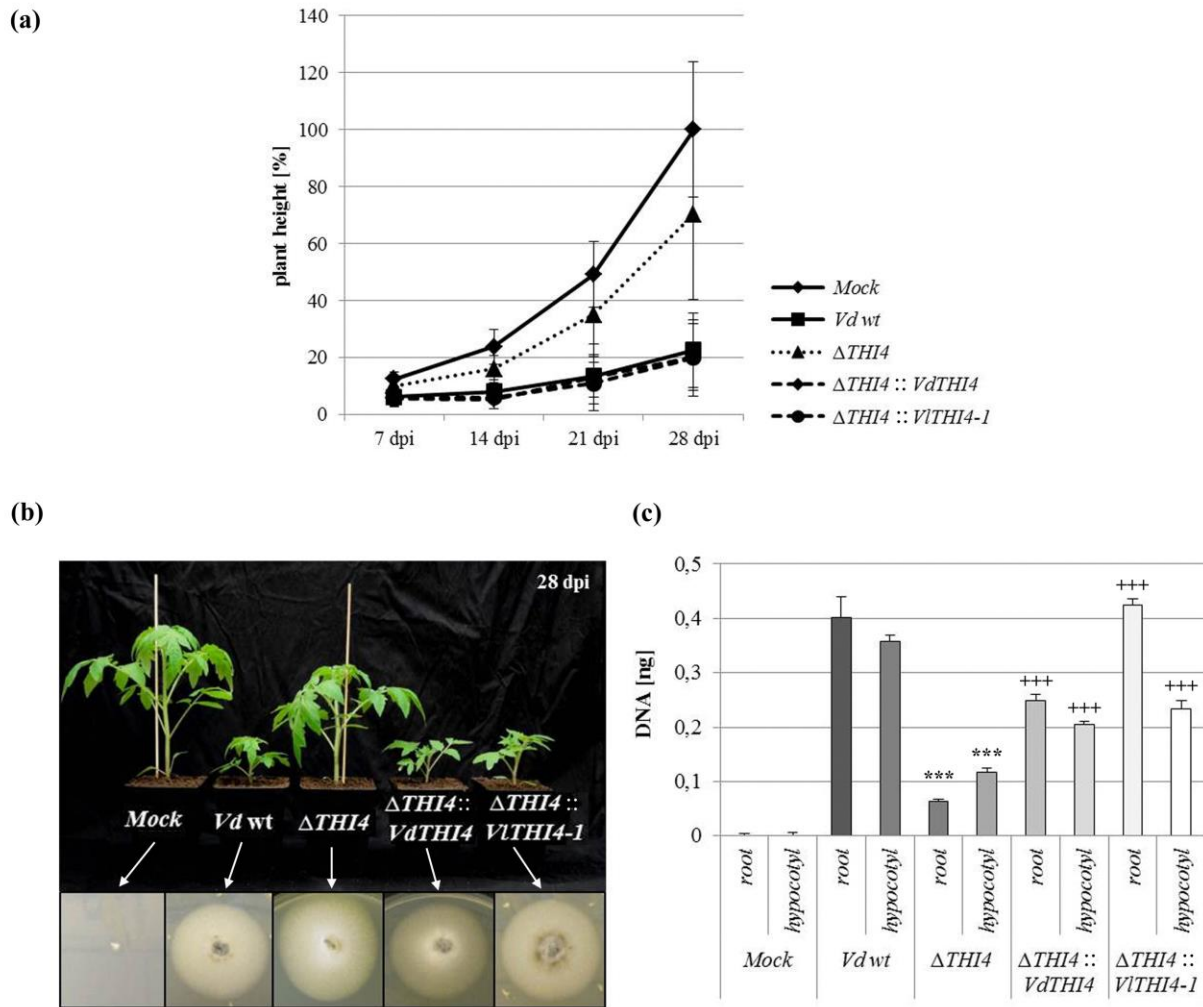 (a)
140
120
100
80
60
40
20
0
plant height [%]
7 dpi 14 dpi 21 dpi 28 dpi
Mock
Vd wt
ΔTHI4
ΔTHI4 :: VdTHI4
ΔTHI4 :: VlTHI4-1
(b)
28 dpi
Mock
Vd wt
ΔTHI4
ΔTHI4::
VdTHI4
ΔTHI4 ::
VlTHI4-1
(c)
0,5
0,4
0,3
0,2
0,1
0
DNA [ng]
***
***
+++
+++
+++
+++
root
hypocotyl
root
hypocotyl
root
hypocotyl
root
hypocotyl
root
hypocotyl
Mock
Vd wt
ΔTHI4
ΔTHI4 ::
VdTHI4
ΔTHI4 ::
VlTHI4-1